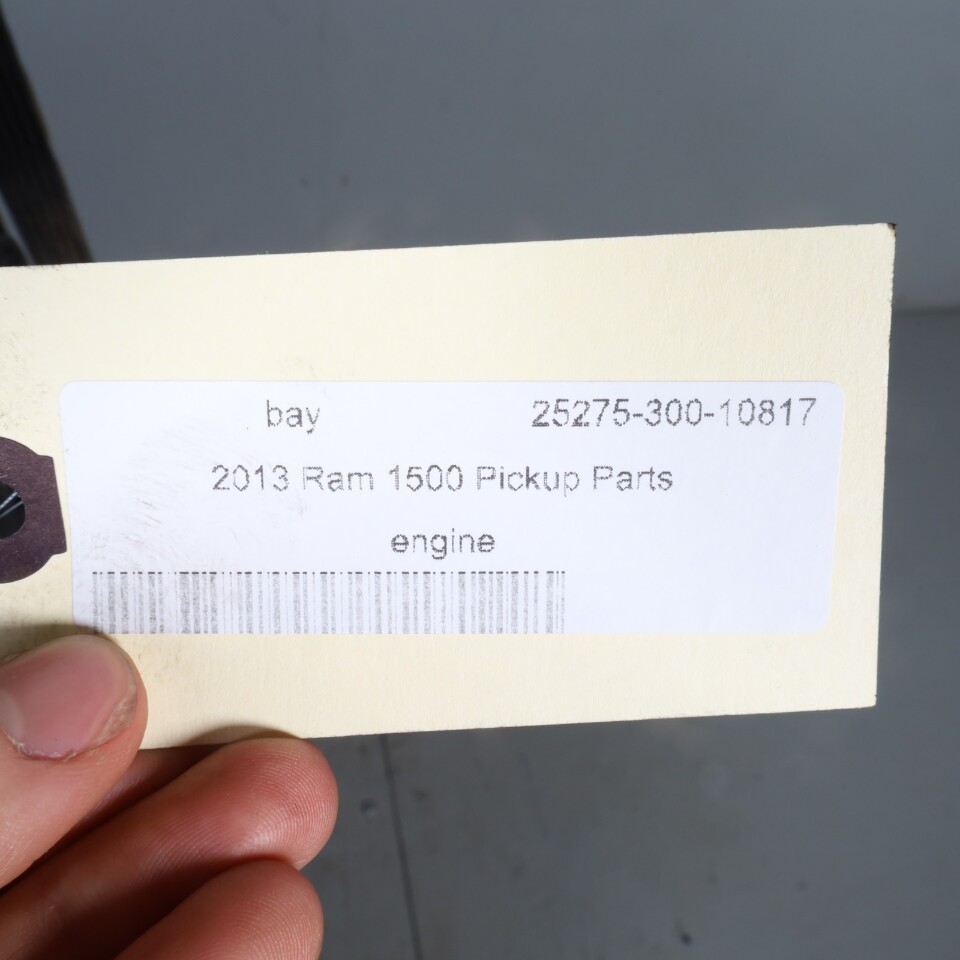 bay 25275-300-10817
2013 Ram 1500 Pickup Parts
engine